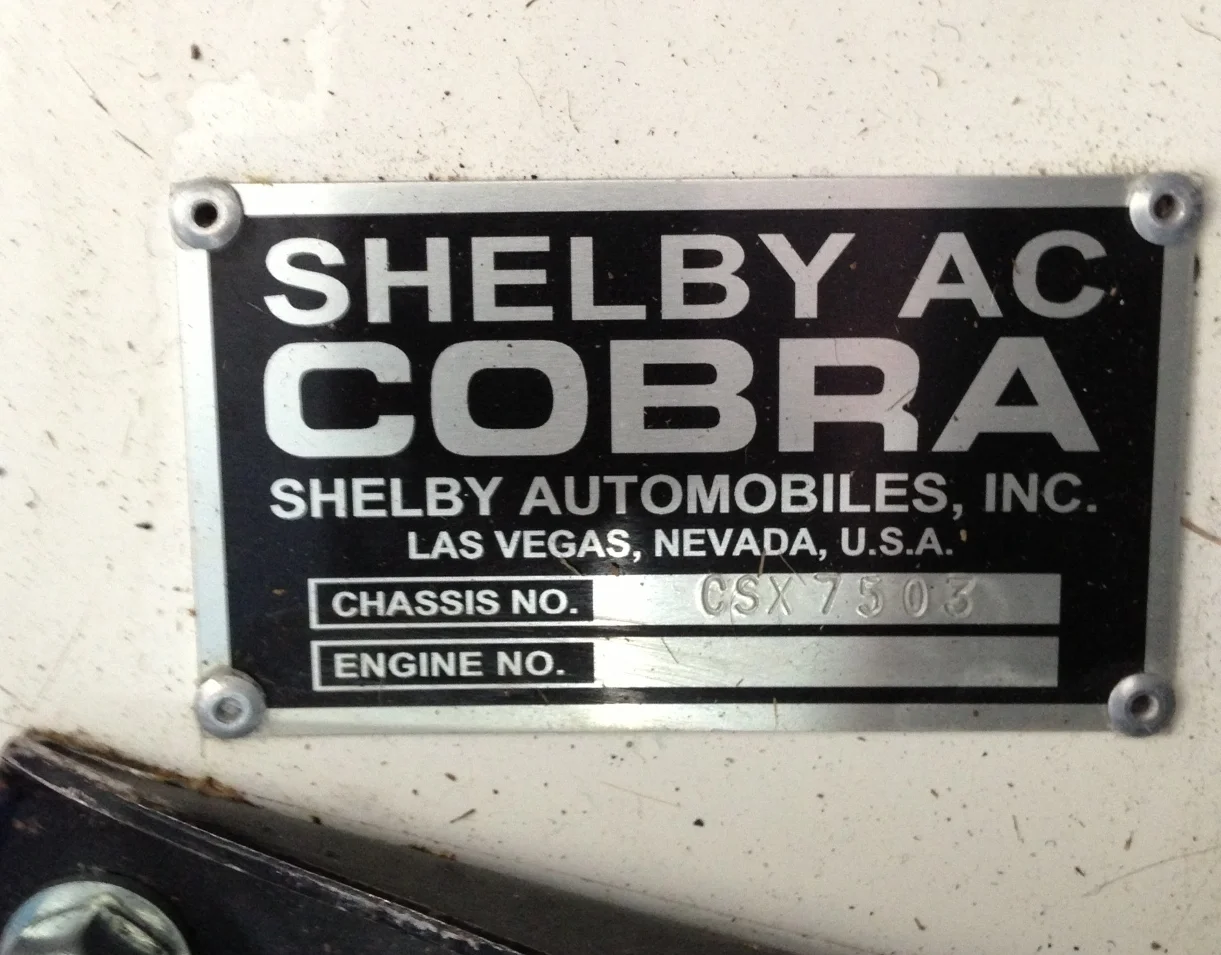 SHELBY AC
COBRA
SHELBY AUTOMOBILES, INC.
LAS VEGAS, NEVADA, U.S.A.
CHASSIS NO. CSX7503
ENGINE NO.